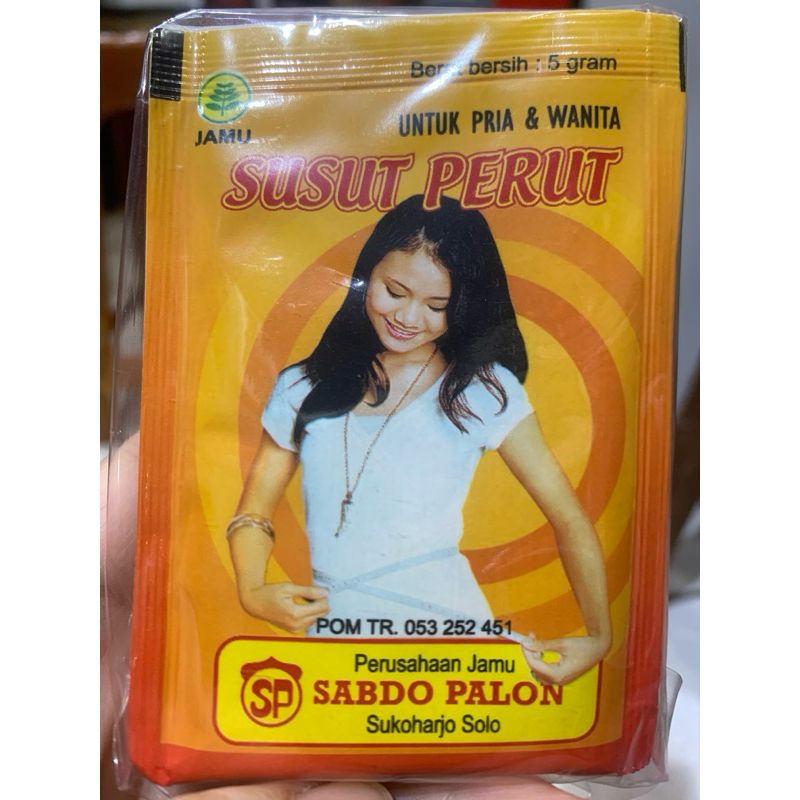 Berat bersih : 5 gram
JAMU
UNTUK PRIA & WANITA
SUSUT PERUT
POM TR. 053 252 451
Perusahaan Jamu
SP
SABDO PALON
Sukoharjo Solo